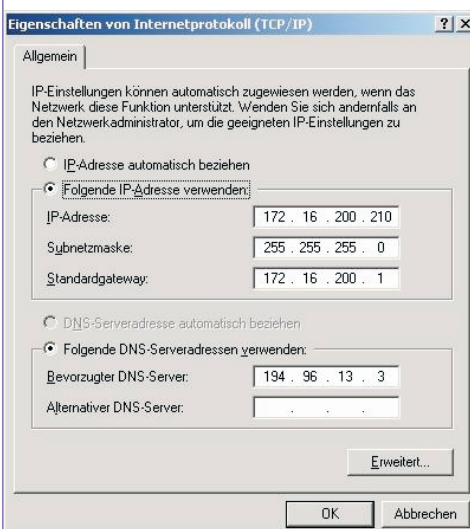 Eigenschaften von Internetprotokoll (TCP/IP)
Allgemein
IP-Einstellungen können automatisch zugewiesen werden, wenn das
Netzwerk diese Funktion unterstützt. Wenden Sie sich andernfalls an
den Netzwerkadministrator, um die geeigneten IP-Einstellungen zu
beziehen.
IP-Adresse automatisch beziehen
Folgende IP-Adresse verwenden:
IP-Adresse: 172 . 16 . 200 . 210
Subnetzmaske: 255 . 255 . 255 . 0
Standardgateway: 172 . 16 . 200 . 1
DNS-Serveradresse automatisch beziehen
Folgende DNS-Serveradressen verwenden:
Bevorzugter DNS-Server: 194 . 96 . 13 . 3
Alternativer DNS-Server: . . .
Erweitert...
OK Abbrechen